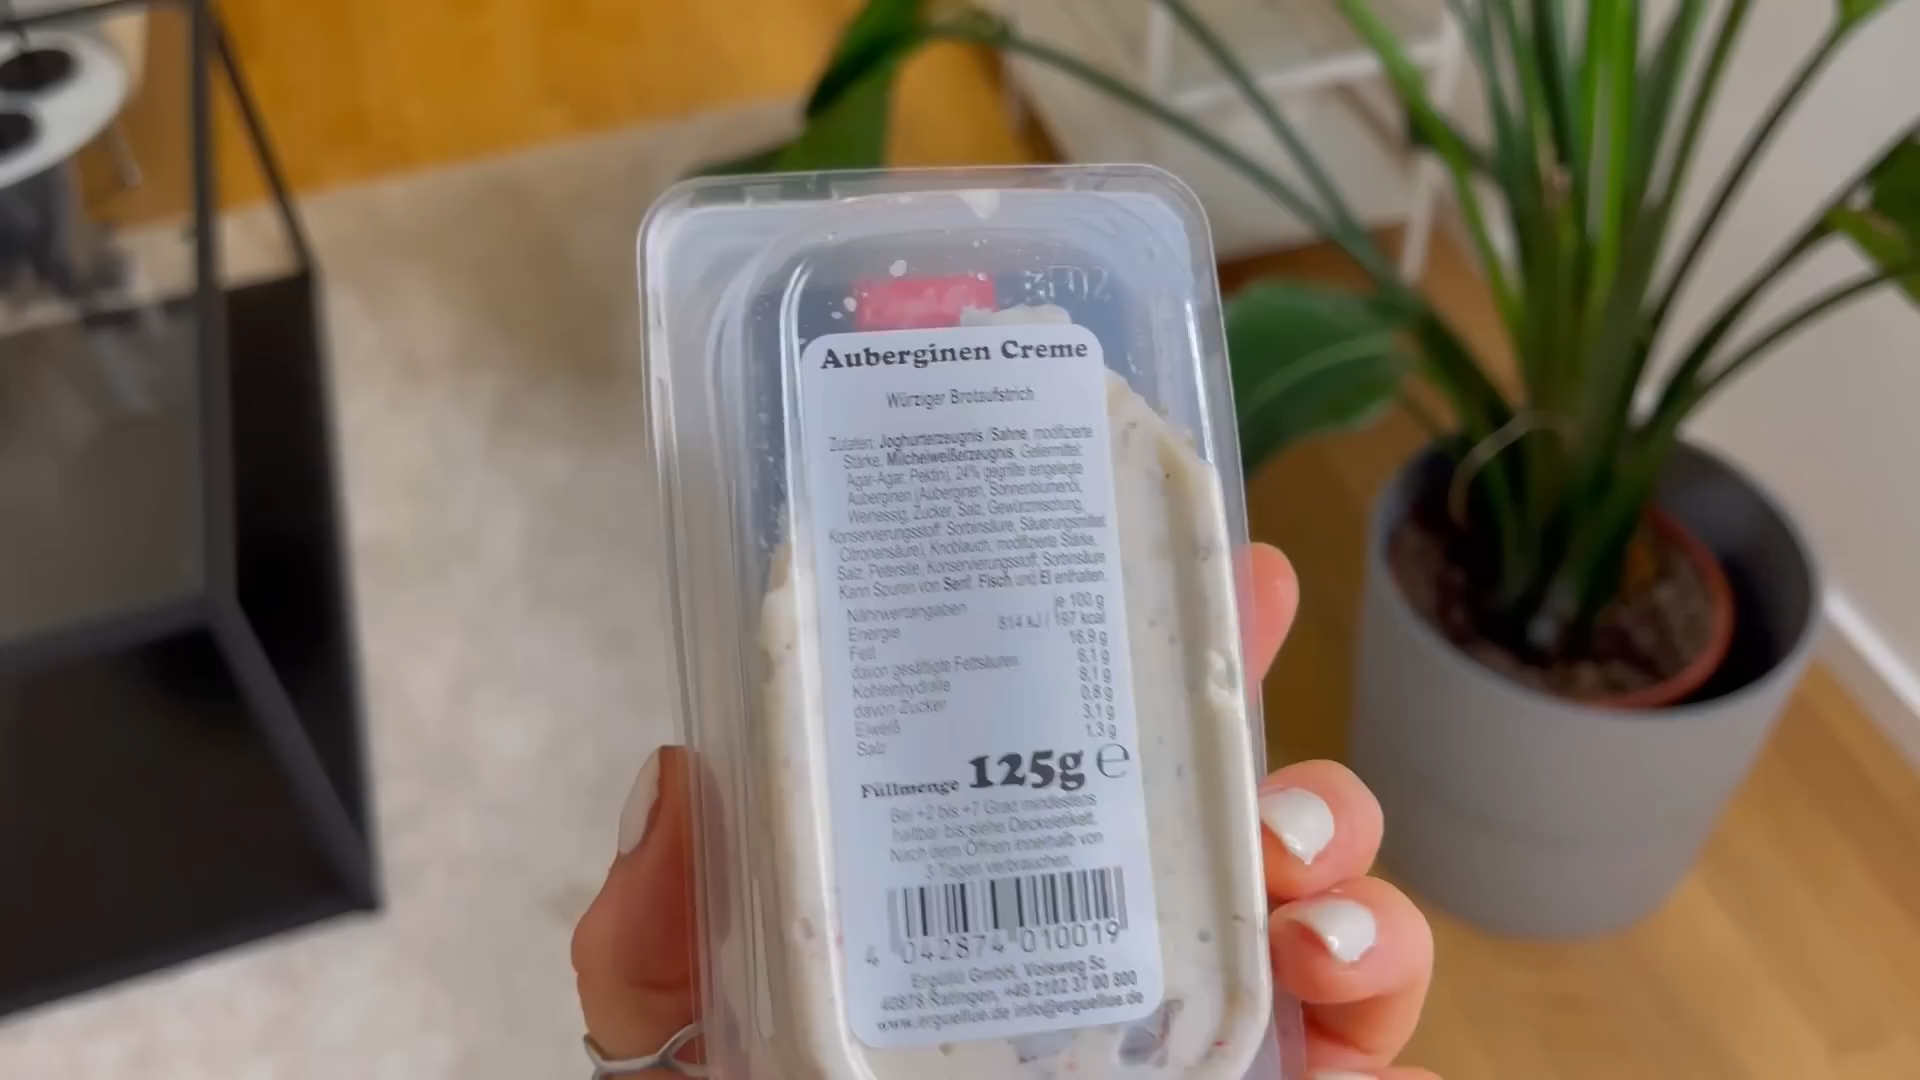 Auberginen Creme
Würziger Brotaufstrich
Zutaten: Joghurterzeugnis (Sahne, modifizierte
Stärke, Milcheiweißerzeugnis, Geliermittel:
Agar-Agar, Pektin), 24% gegrillte eingelegte
Auberginen (Auberginen, Sonnenblumenöl,
Weinessig, Zucker, Salz, Gewürzmischung,
Konservierungsstoff: Sorbinsäure, Säuerungsmittel:
Citronensäure), Knoblauch, modifizierte Stärke,
Salz, Petersilie, Konservierungsstoff: Sorbinsäure
Kann Spuren von Senf, Fisch und Ei enthalten.
Nährwertangaben je 100 g
Energie 814 kJ / 197 kcal
Fett 16,9 g
davon gesättigte Fettsäuren 6,1 g
Kohlenhydrate 8,1 g
davon Zucker 0,8 g
Eiweiß 3,1 g
Salz 1,3 g
Füllmenge 125g e
Bei +2 bis +7 Grad mindestens
haltbar bis:siehe Deckeletikett.
Nach dem Öffnen innerhalb von
3 Tagen verbrauchen.
4 042874 010019
Ergüllü GmbH, 5c
40878 Ratingen, +49 2102 37 00 800
www.erguellue.de info@erguellue.de